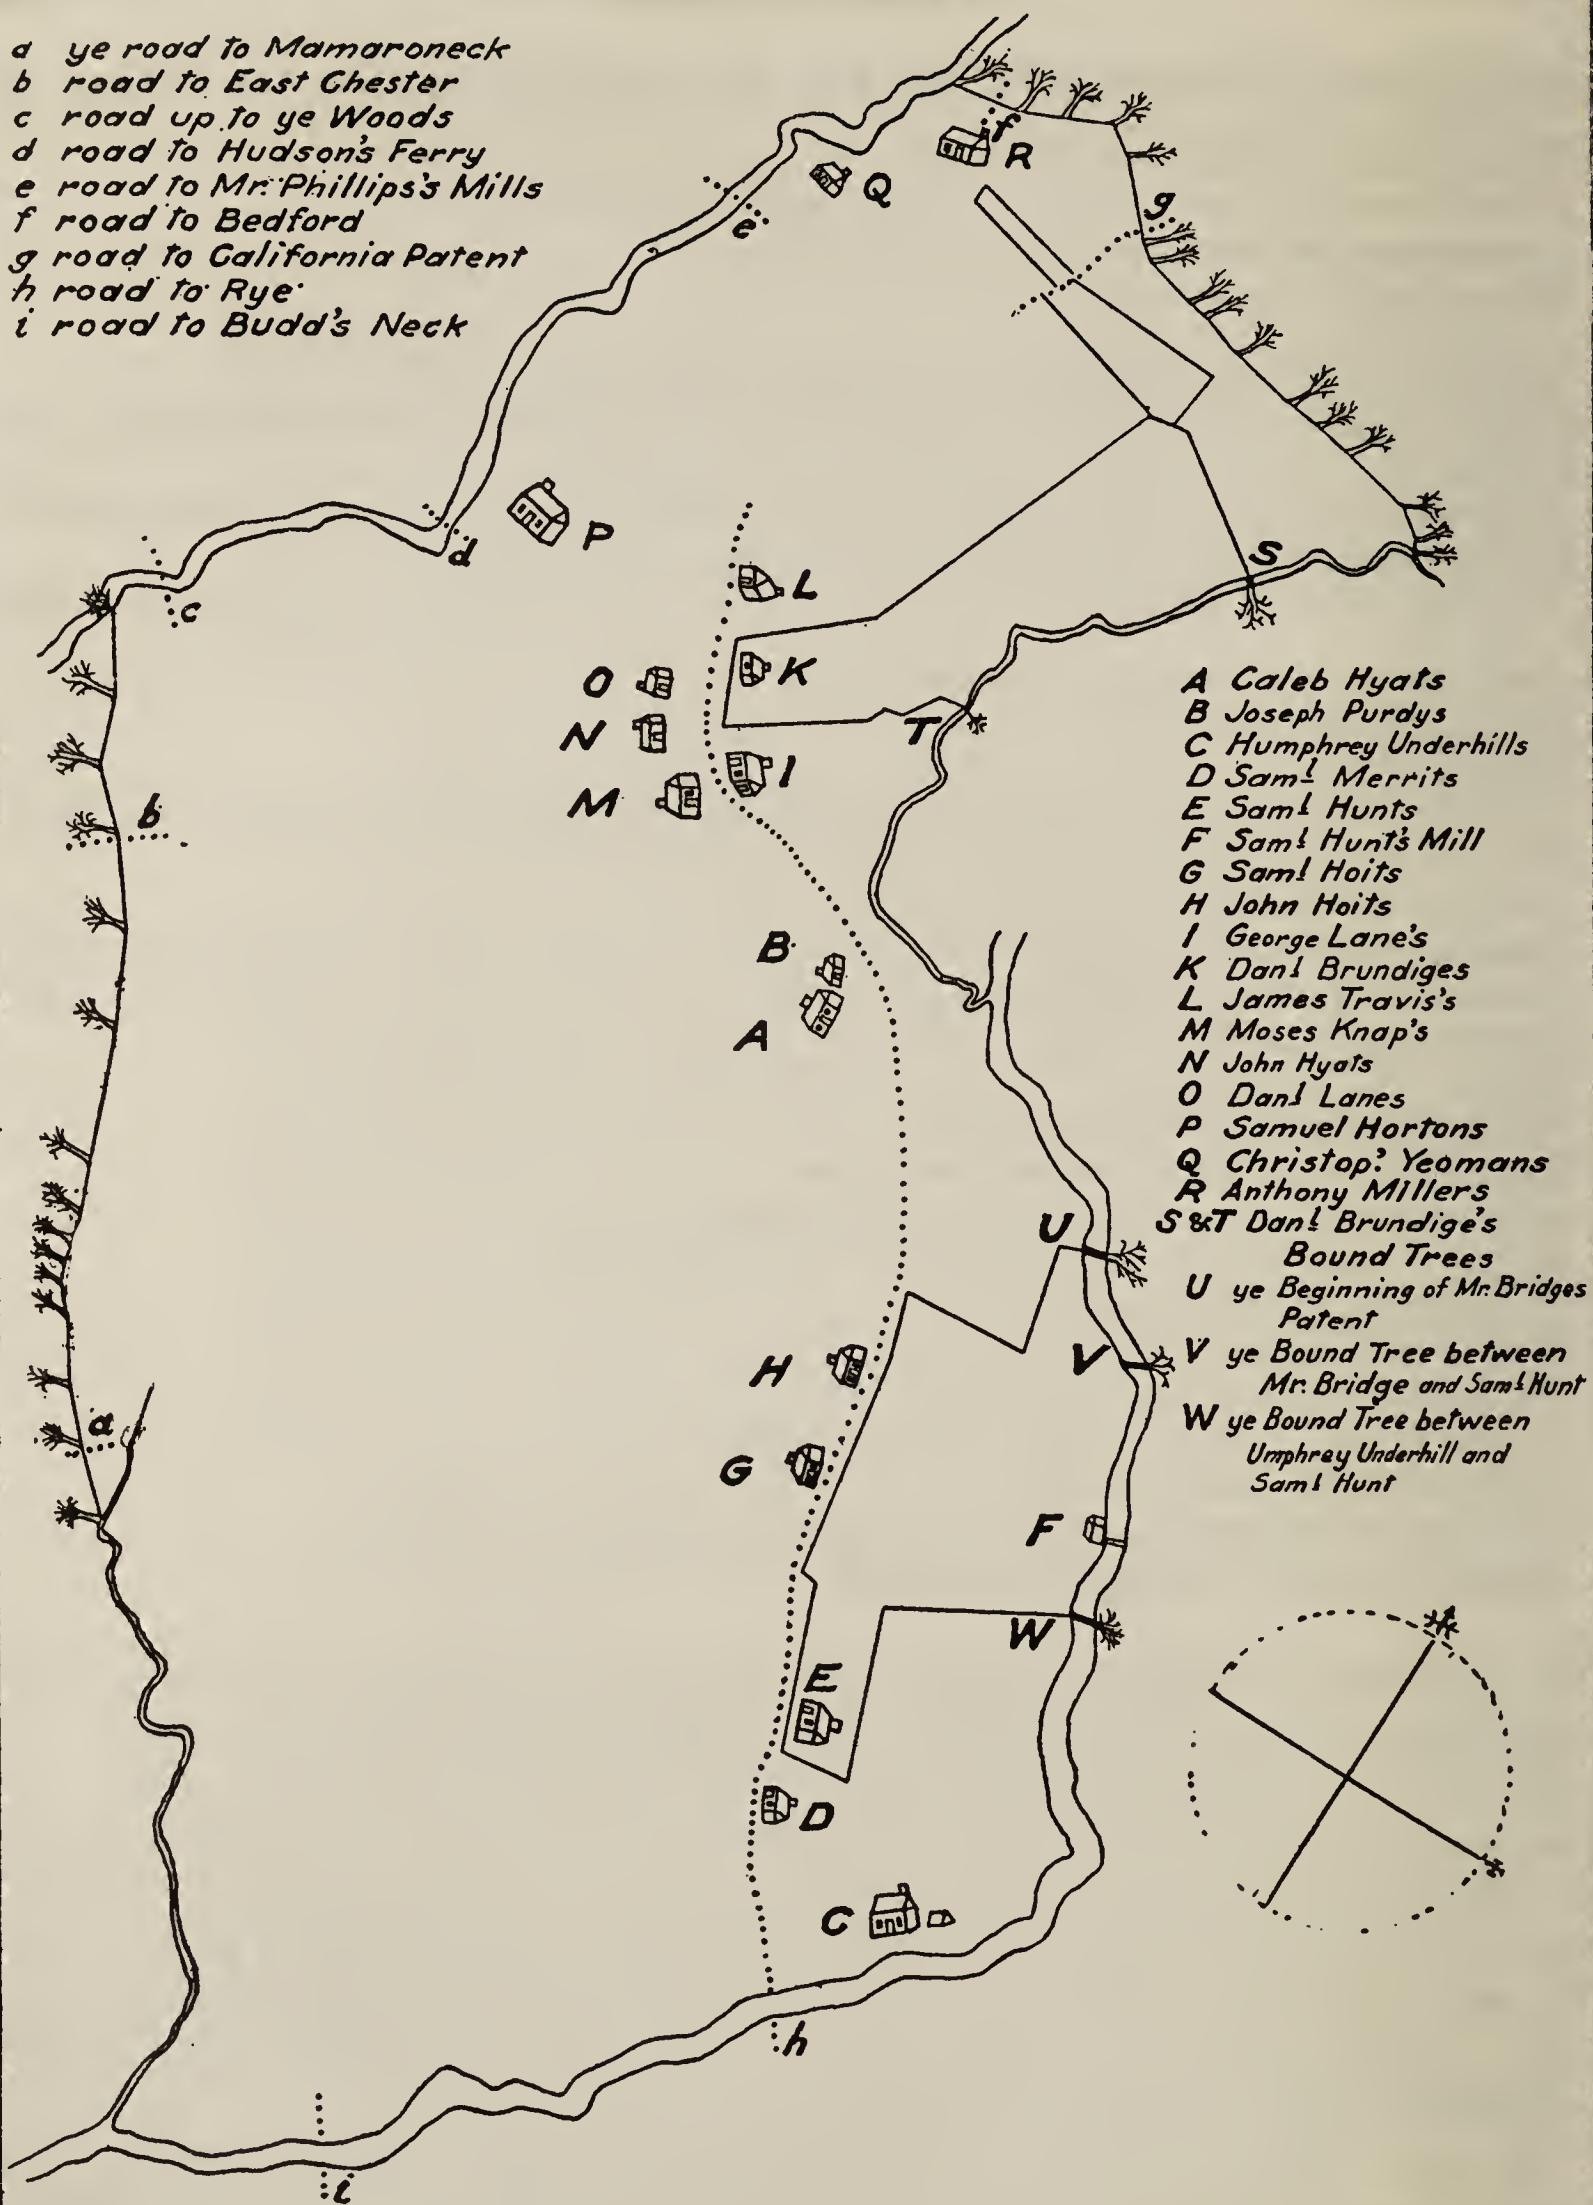 a ye road to Mamaroneck
b road to East Chester
c road up to ye Woods
d road to Hudson's Ferry
e road to Mr. Phillips's Mills
f road to Bedford
g road to California Patent
h road to Rye
i road to Budd's Neck
f
R
Q
g
e
P
d
S
L
c
O
K
N
T
I
M
b
B
A
U
H
V
a
G
F
W
E
D
C
h
i
A Caleb Hyats
B Joseph Purdys
C Humphrey Underhills
D Saml Merrits
E Saml Hunts
F Saml Hunt's Mill
G Saml Hoits
H John Hoits
I George Lane's
K Danl Brundiges
L James Travis's
M Moses Knap's
N John Hyats
O Danl Lanes
P Samuel Hortons
Q Christop? Yeomans
R Anthony Millers
S &T Danl Brundige's
Bound Trees
U ye Beginning of Mr. Bridges
Patent
V ye Bound Tree between
Mr. Bridge and Saml Hunt
W ye Bound Tree between
Umphrey Underhill and
Saml Hunt